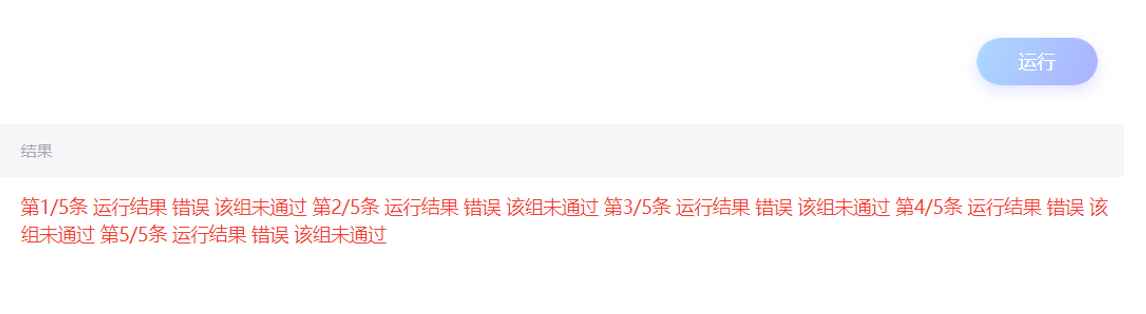 运行
结果
第1/5条 运行结果 错误 该组未通过 第2/5条 运行结果 错误 该组未通过 第3/5条 运行结果 错误 该组未通过 第4/5条 运行结果 错误 该
组未通过 第5/5条 运行结果 错误 该组未通过